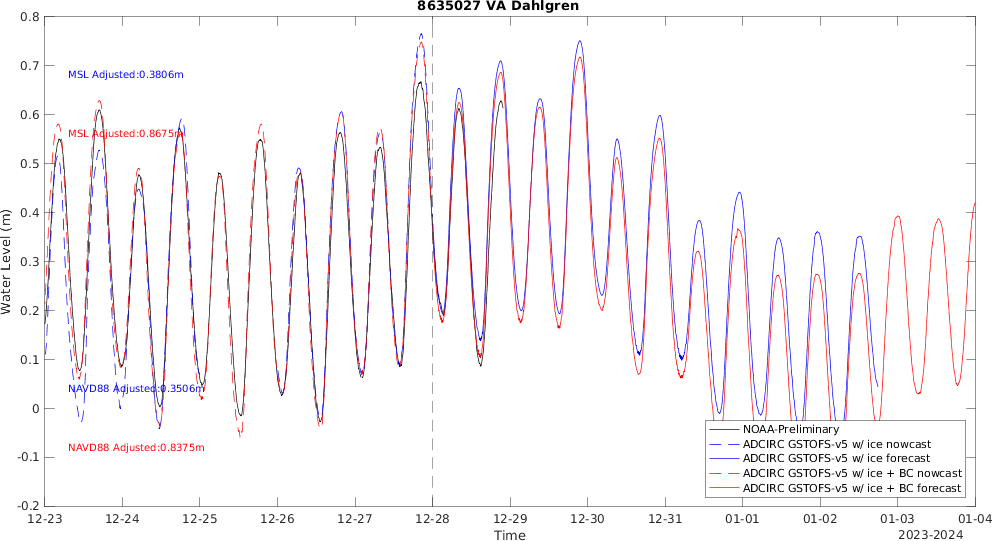 8635027 VA Dahlgren
0.8
0.7
0.6
0.5
0.4
0.3
0.2
0.1
0
-0.1
-0.2
Water Level (m)
MSL Adjusted:0.3806m
MSL Adjusted:0.8675m
NAVD88 Adjusted:0.3506m
NAVD88 Adjusted:0.8375m
NOAA-Preliminary
ADCIRC GSTOFS-v5 w/ ice nowcast
ADCIRC GSTOFS-v5 w/ ice forecast
ADCIRC GSTOFS-v5 w/ ice + BC nowcast
ADCIRC GSTOFS-v5 w/ ice + BC forecast
12-23 12-24 12-25 12-26 12-27 12-28 12-29 12-30 12-31 01-01 01-02 01-03 01-04
Time
2023-2024